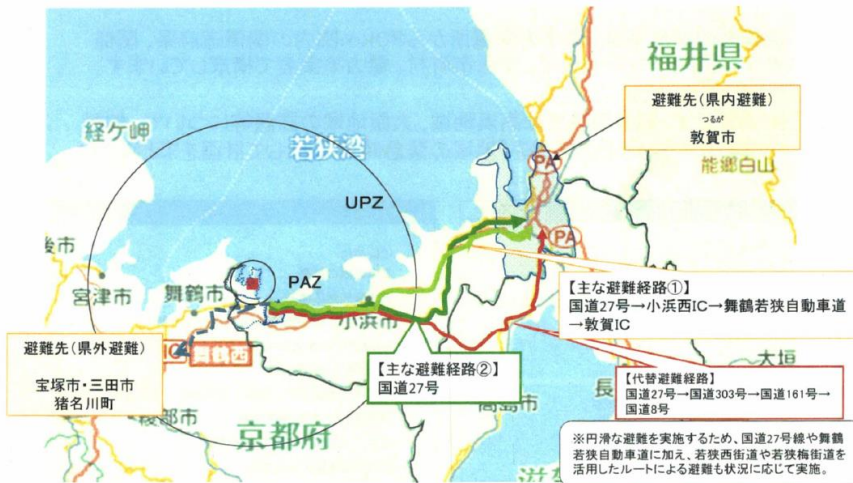 福井県
避難先(県内避難)
つるが
敦賀市
経ケ岬
若狭湾
PA
能郷白山
UPZ
PAZ
PA
宮津市
舞鶴市
小浜市
【主な避難経路①】
国道27号→小浜西IC→舞鶴若狭自動車道
→敦賀IC
避難先(県外避難)
宝塚市・三田市
猪名川町
IC
舞鶴西
【主な避難経路②】
国道27号
大垣
【代替避難経路】
国道27号→国道303号→国道161号→
国道8号
高島市
長
綾部市
京都府
※円滑な避難を実施するため、国道27号線や舞鶴
若狭自動車道に加え、若狭西街道や若狭梅街道を
活用したルートによる避難も状況に応じて実施。